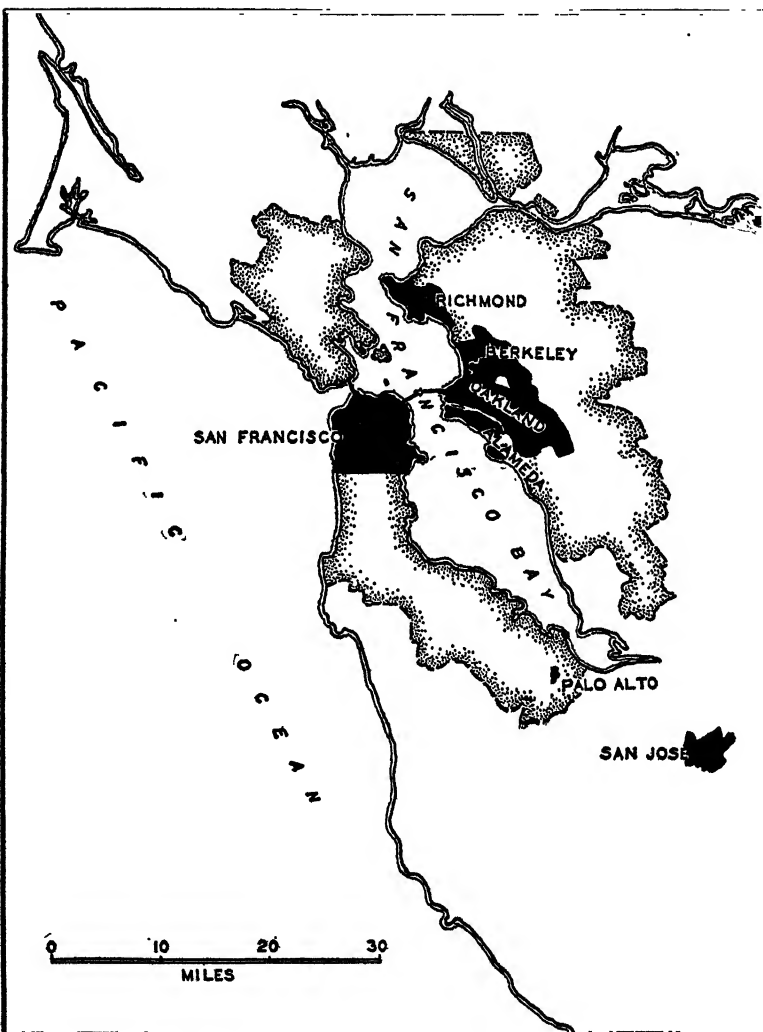 SAN FRANCISCO BAY
RICHMOND
BERKELEY
OAKLAND
ALAMEDA
SAN FRANCISCO
PACIFIC OCEAN
PALO ALTO
SAN JOSE
0 10 20 30
MILES